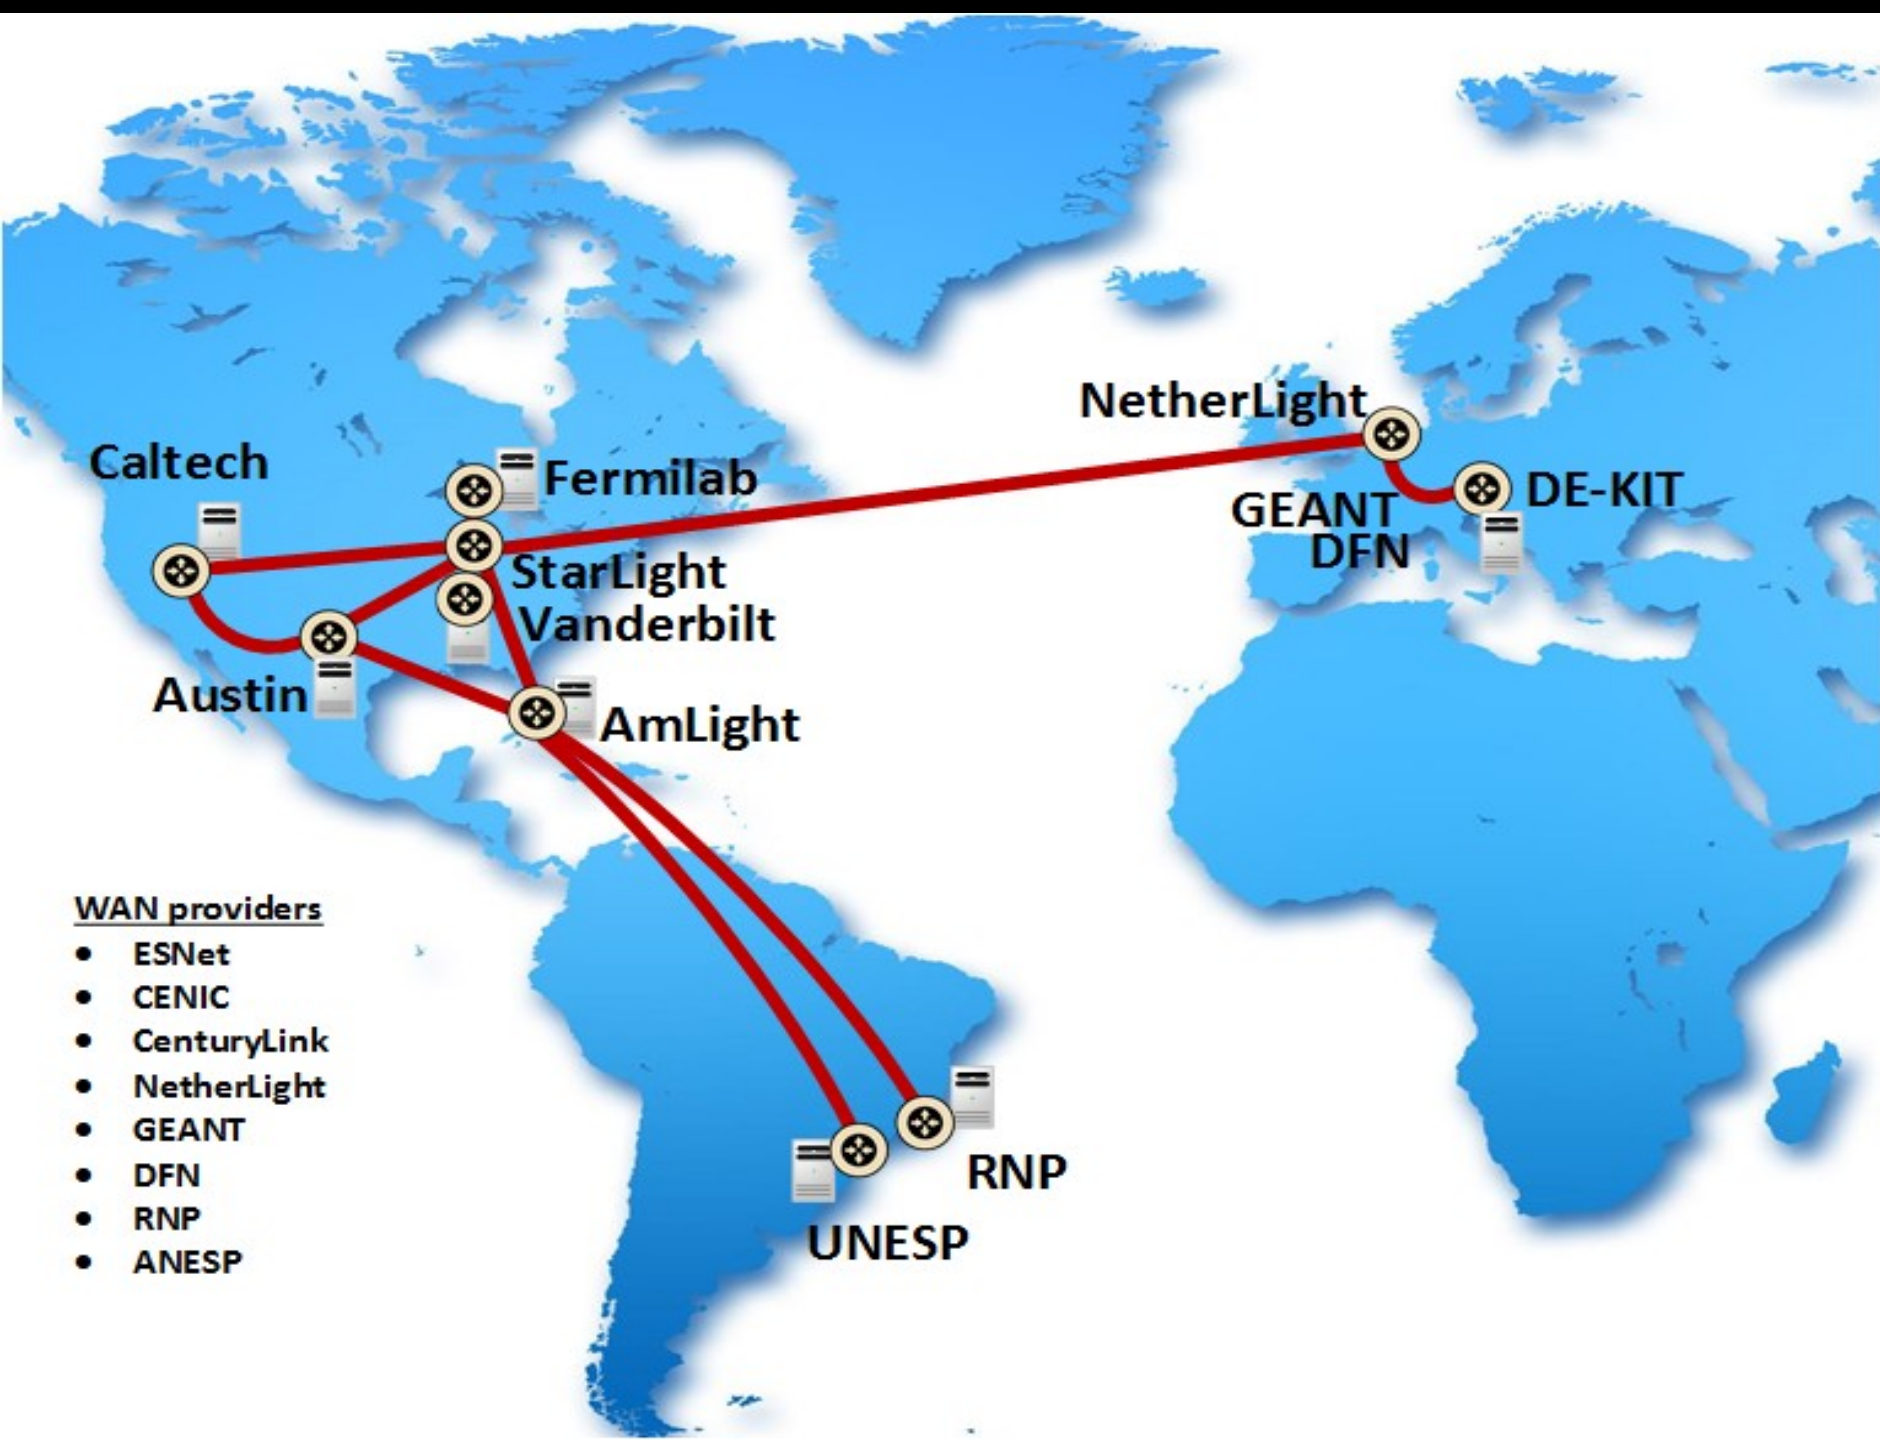 NetherLight
Caltech
Fermilab
DE-KIT
GEANT
DFN
StarLight
Vanderbilt
Austin
AmLight
WAN providers
• ESNet
• CENIC
• CenturyLink
• NetherLight
• GEANT
• DFN
• RNP
• ANESP
RNP
UNESP